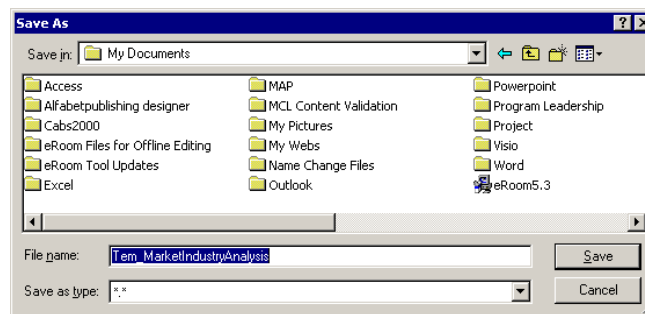 Save As
Save in: My Documents
Access
Alfabetpublishing designer
Cabs2000
eRoom Files for Offline Editing
eRoom Tool Updates
Excel
MAP
MCL Content Validation
My Pictures
My Webs
Name Change Files
Outlook
Powerpoint
Program Leadership
Project
Visio
Word
eRoom5.3
File name: Tem_MarketIndustryAnalysis
Save
Save as type: *.*
Cancel